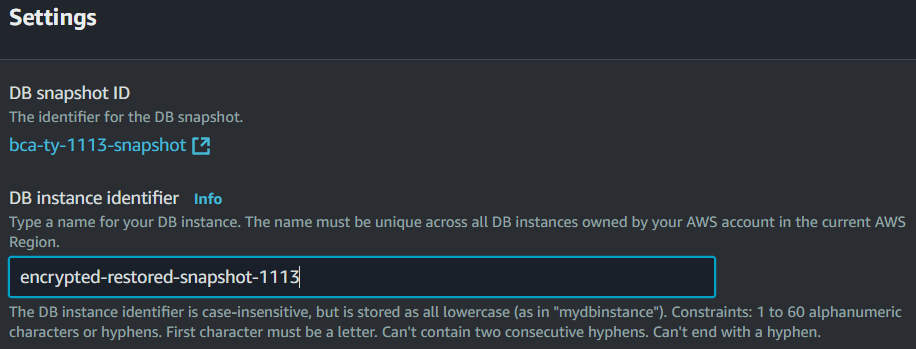 Settings
DB snapshot ID
The identifier for the DB snapshot.
bca-ty-1113-snapshot
DB instance identifier Info
Type a name for your DB instance. The name must be unique across all DB instances owned by your AWS account in the current AWS
Region.
encrypted-restored-snapshot-1113
The DB instance identifier is case-insensitive, but is stored as all lowercase (as in "mydbinstance"). Constraints: 1 to 60 alphanumeric
characters or hyphens. First character must be a letter. Can't contain two consecutive hyphens. Can't end with a hyphen.